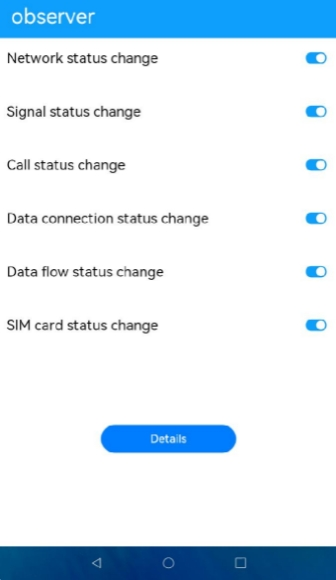 observer
Network status change
Signal status change
Call status change
Data connection status change
Data flow status change
SIM card status change
Details